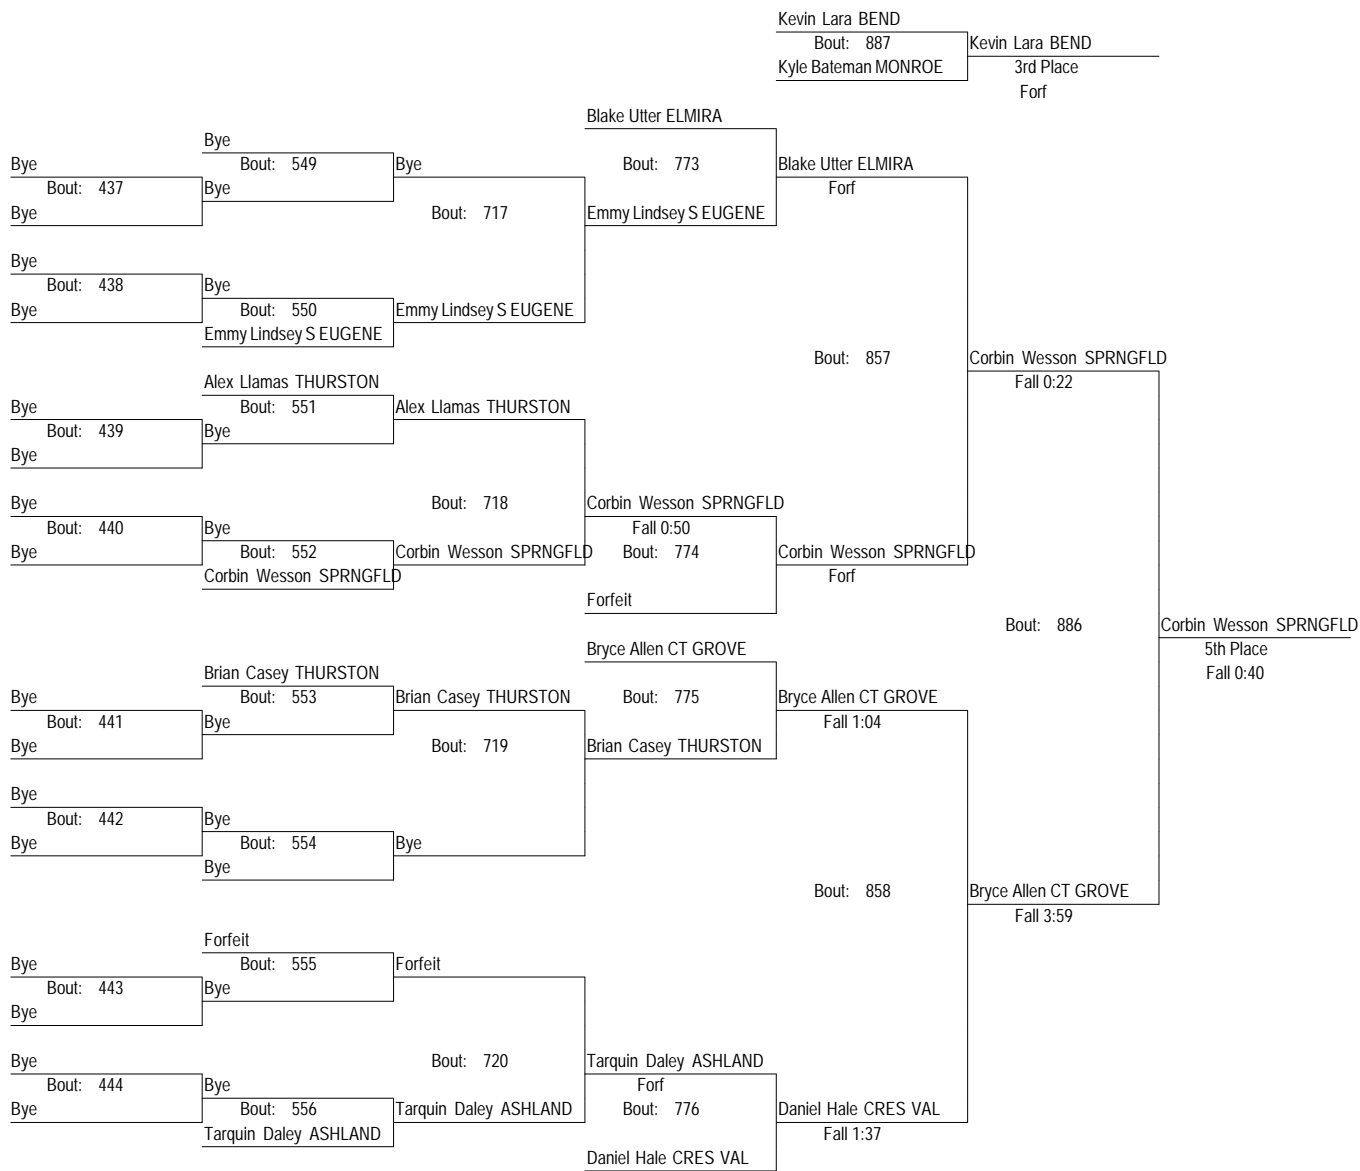 Kevin Lara BEND
Bout: 887
Kevin Lara BEND
Kyle Bateman MONROE
3rd Place
Forf
Blake Utter ELMIRA
Bye
Bye
Bout: 549
Bye
Bout: 773
Blake Utter ELMIRA
Bout: 437
Bye
Forf
Bye
Bout: 717
Emmy Lindsey S EUGENE
Bye
Bout: 438
Bye
Bye
Bout: 550
Emmy Lindsey S EUGENE
Emmy Lindsey S EUGENE
Bout: 857
Corbin Wesson SPRNGFLD
Alex Llamas THURSTON
Fall 0:22
Bye
Bout: 551
Alex Llamas THURSTON
Bout: 439
Bye
Bye
Bye
Bout: 718
Corbin Wesson SPRNGFLD
Bout: 440
Bye
Fall 0:50
Bye
Bout: 552
Corbin Wesson SPRNGFLD
Bout: 774
Corbin Wesson SPRNGFLD
Corbin Wesson SPRNGFLD
Forf
Forfeit
Bout: 886
Corbin Wesson SPRNGFLD
Bryce Allen CT GROVE
5th Place
Brian Casey THURSTON
Fall 0:40
Bye
Bout: 553
Brian Casey THURSTON
Bout: 775
Bryce Allen CT GROVE
Bout: 441
Bye
Fall 1:04
Bye
Bout: 719
Brian Casey THURSTON
Bye
Bout: 442
Bye
Bye
Bout: 554
Bye
Bye
Bout: 858
Bryce Allen CT GROVE
Fall 3:59
Forfeit
Bye
Bout: 555
Forfeit
Bout: 443
Bye
Bye
Bye
Bout: 720
Tarquin Daley ASHLAND
Bout: 444
Bye
Forf
Bye
Bout: 556
Tarquin Daley ASHLAND
Bout: 776
Daniel Hale CRES VAL
Tarquin Daley ASHLAND
Fall 1:37
Daniel Hale CRES VAL